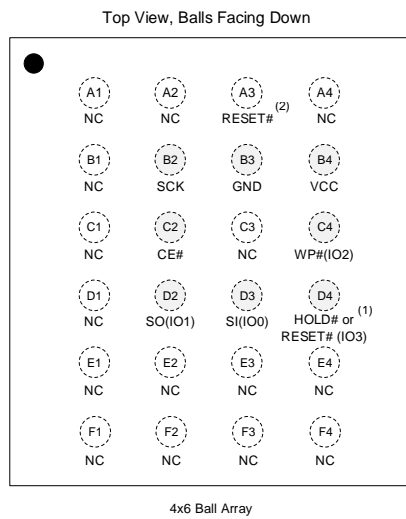 Top View, Balls Facing Down
A1 A2 A3 A4
NC NC RESET# (2) NC
B1 B2 B3 B4
NC SCK GND VCC
C1 C2 C3 C4
NC CE# NC WP#(IO2)
D1 D2 D3 D4
NC SO(IO1) SI(IO0) HOLD# or (1)
RESET# (IO3)
E1 E2 E3 E4
NC NC NC NC
F1 F2 F3 F4
NC NC NC NC
4x6 Ball Array